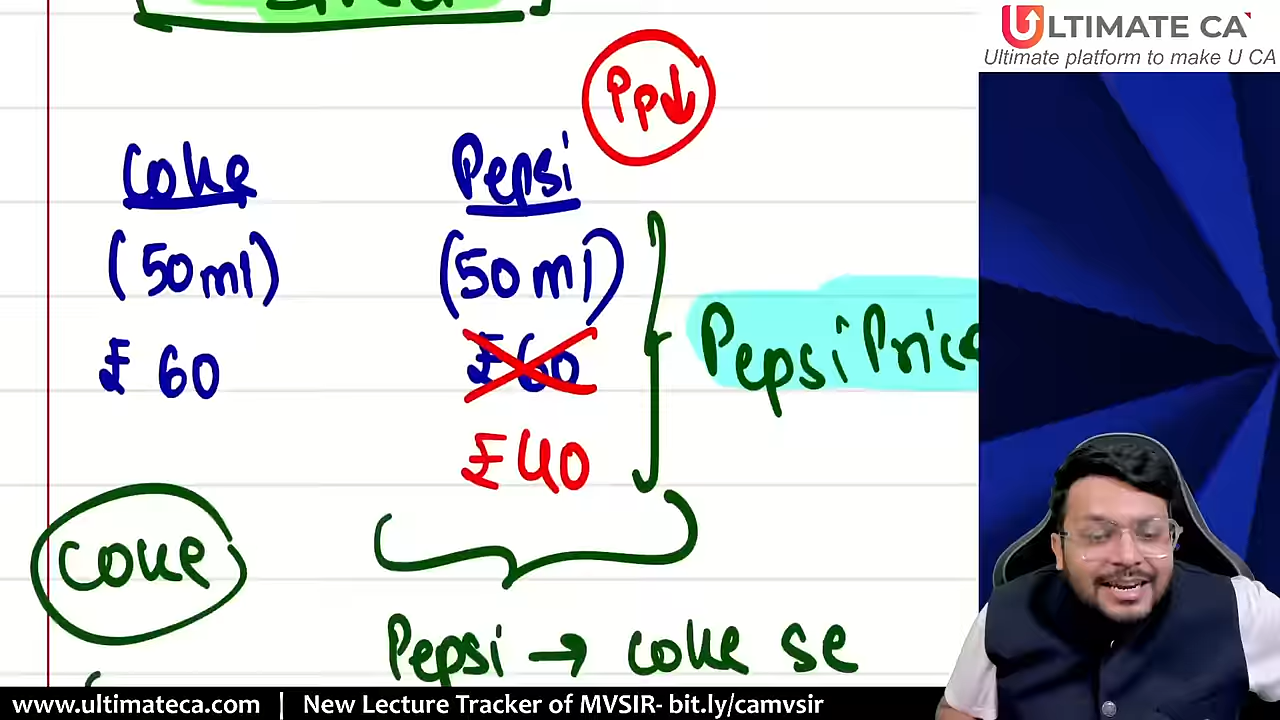 ULTIMATE CA
Ultimate platform to make U CA
Pp↓
Coke Pepsi
(50ml) (50ml)
₹ 60 ₹60
₹40
Pepsi Price
Coke
Pepsi → coke se
www.ultimateca.com | New Lecture Tracker of MVSIR- bit.ly/camvsir